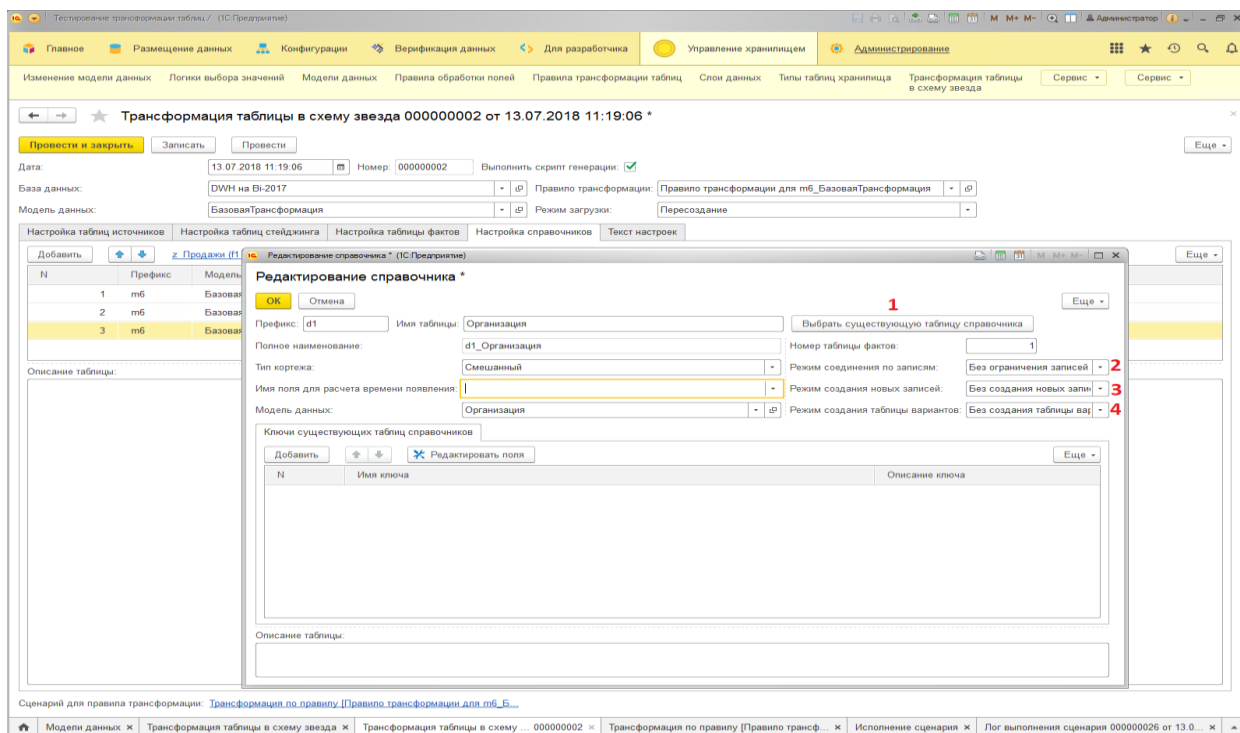 Тестирование трансформации таблиц / (1С:Предприятие) M M+ M- Администратор
Главное Размещение данных Конфигурации Верификация данных Для разработчика Управление хранилищем Администрирование
Изменение модели данных Логики выбора значений Модели данных Правила обработки полей Правила трансформации таблиц Слои данных Типы таблиц хранилища Трансформация таблицы Сервис Сервис
в схему звезда
Трансформация таблицы в схему звезда 000000002 от 13.07.2018 11:19:06 *
Провести и закрыть Записать Провести Еще
Дата: 13.07.2018 11:19:06 Номер: 000000002 Выполнить скрипт генерации:
База данных: DWH на Bi-2017 Правило трансформации: Правило трансформации для m6_БазоваяТрансформация
Модель данных: БазоваяТрансформация Режим загрузки: Пересоздание
Настройка таблиц источников Настройка таблиц стейджинга Настройка таблицы фактов Настройка справочников Текст настроек
Добавить z_Продажи (f1 Еще
N Префикс Модель
1 m6 Базовая
2 m6 Базовая
3 m6 Базовая
Описание таблицы:
Редактирование справочника * (1С:Предприятие) M M+ M-
Редактирование справочника *
ОК Отмена 1 Еще
Префикс: d1 Имя таблицы: Организация Выбрать существующую таблицу справочника
Полное наименование: d1_Организация Номер таблицы фактов: 1
Тип кортежа: Смешанный Режим соединения по записям: Без ограничения записей 2
Имя поля для расчета времени появления: Режим создания новых записей: Без создания новых запи 3
Модель данных: Организация Режим создания таблицы вариантов: Без создания таблицы вар 4
Ключи существующих таблиц справочников
Добавить Редактировать поля Еще
N Имя ключа Описание ключа
Описание таблицы:
Сценарий для правила трансформации: Трансформация по правилу [Правило трансформации для m6_Б...
Модели данных Трансформация таблицы в схему звезда Трансформация таблицы в схему ... 000000002 Трансформация по правилу [Правило трансф... Исполнение сценария Лог выполнения сценария 000000026 от 13.0...